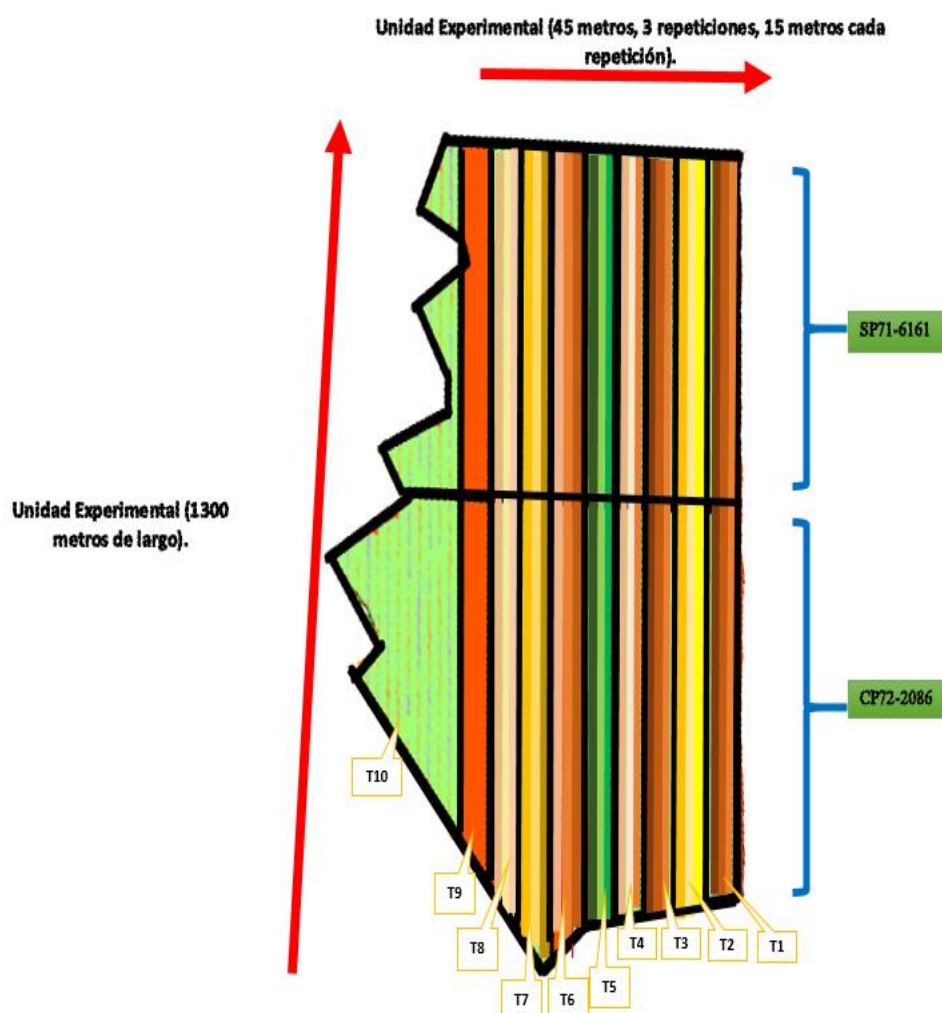 Unidad Experimental (45 metros, 3 repeticiones, 15 metros cada
repetición).
SP71-6161
Unidad Experimental (1300
metros de largo).
CP72-2086
T10
T9
T8
T7
T6
T5
T4
T3
T2
T1